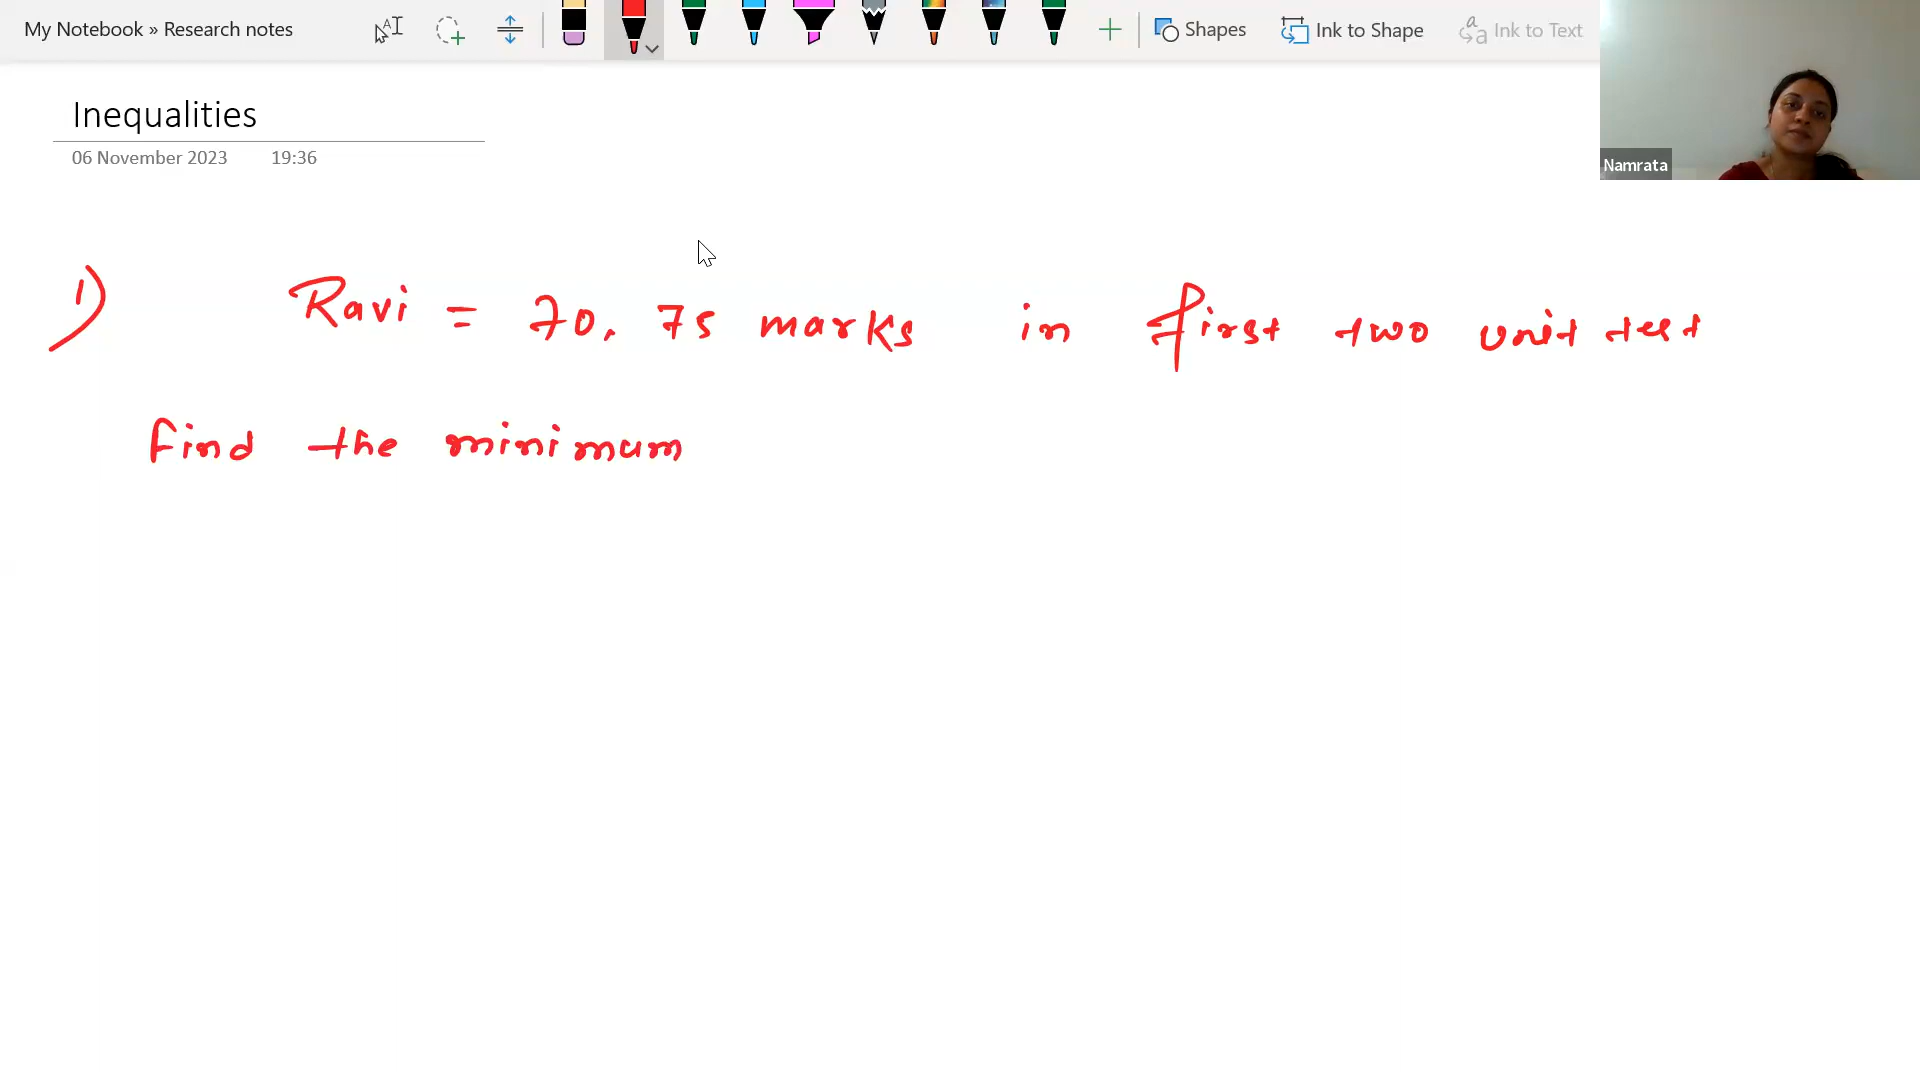 My Notebook » Research notes
Shapes
Ink to Shape
Ink to Text
Namrata
Inequalities
06 November 2023 19:36
1) Ravi = 70, 75 marks in first two unit test
Find the minimum